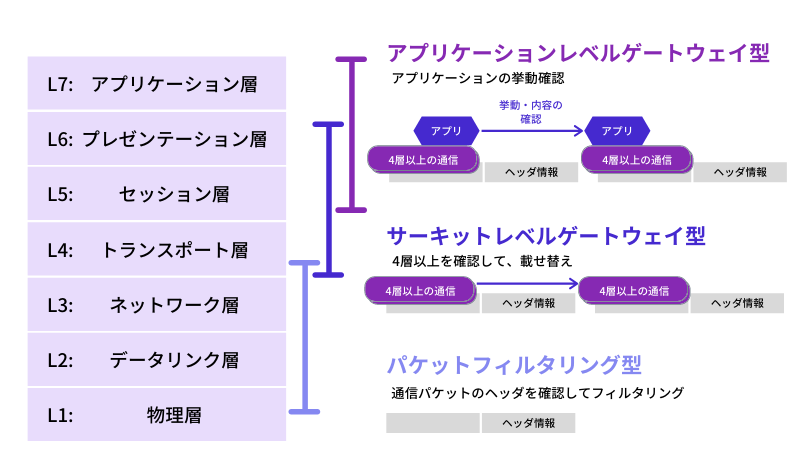 L7: アプリケーション層
L6: プレゼンテーション層
L5: セッション層
L4: トランスポート層
L3: ネットワーク層
L2: データリンク層
L1: 物理層
アプリケーションレベルゲートウェイ型
アプリケーションの挙動確認
挙動・内容の
確認
アプリ
アプリ
4層以上の通信
ヘッダ情報
4層以上の通信
ヘッダ情報
サーキットレベルゲートウェイ型
4層以上を確認して、載せ替え
4層以上の通信
ヘッダ情報
4層以上の通信
ヘッダ情報
パケットフィルタリング型
通信パケットのヘッダを確認してフィルタリング
ヘッダ情報